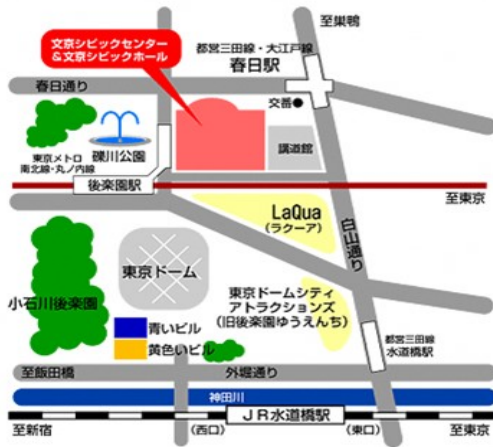 至巣鴨
文京シビックセンター
＆文京シビックホール
都営三田線・大江戸線
春日駅
春日通り
交番
礫川公園
講道館
東京メトロ
南北線・丸ノ内線
後楽園駅
至東京
LaQua
(ラクーア)
白山通り
東京ドーム
小石川後楽園
東京ドームシティ
アトラクションズ
(旧後楽園ゆうえんち)
青いビル
黄色いビル
都営三田線
水道橋駅
至飯田橋
外堀通り
神田川
JR水道橋駅
至新宿
(西口)
(東口)
至東京